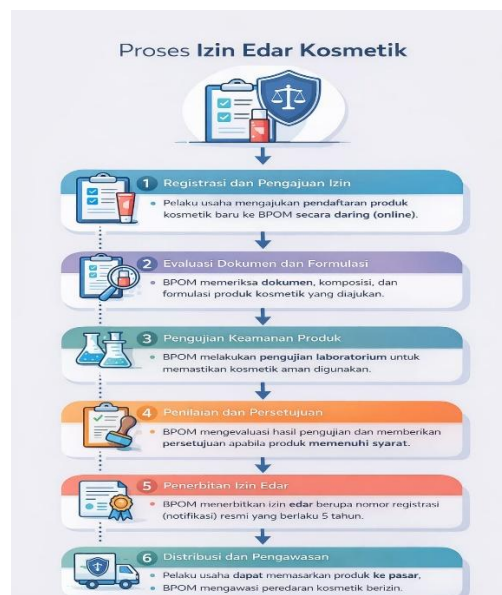 Proses Izin Edar Kosmetik
1 Registrasi dan Pengajuan Izin
• Pelaku usaha mengajukan pendaftaran produk
kosmetik baru ke BPOM secara daring (online).
2 Evaluasi Dokumen dan Formulasi
• BPOM memeriksa dokumen, komposisi, dan
formulasi produk kosmetik yang diajukan.
3 Pengujian Keamanan Produk
• BPOM melakukan pengujian laboratorium untuk
memastikan kosmetik aman digunakan.
4 Penilaian dan Persetujuan
• BPOM mengevaluasi hasil pengujian dan memberikan
persetujuan apabila produk memenuhi syarat.
5 Penerbitan Izin Edar
• BPOM menerbitkan izin edar berupa nomor registrasi
(notifikasi) resmi yang berlaku 5 tahun.
6 Distribusi dan Pengawasan
• Pelaku usaha dapat memasarkan produk ke pasar,
• BPOM mengawasi peredaran kosmetik berizin.